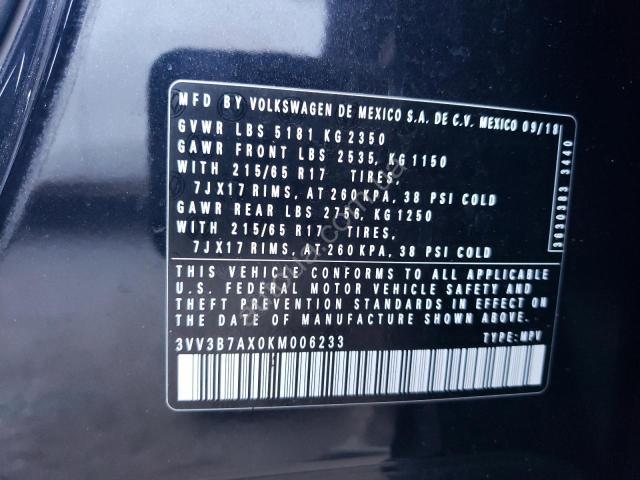 MFD BY VOLKSWAGEN DE MEXICO S.A. DE C.V. MEXICO 09/18
GVWR LBS 5181 KG 2350
GAWR FRONT LBS 2535, KG 1150
WITH 215/65 R17 TIRES,
7JX17 RIMS, AT 260 KPA, 38 PSI COLD
GAWR REAR LBS 2756, KG 1250
WITH 215/65 R17 TIRES,
7JX17 RIMS, AT 260 KPA, 38 PSI COLD
3630383 3440
THIS VEHICLE CONFORMS TO ALL APPLICABLE
U.S. FEDERAL MOTOR VEHICLE SAFETY AND
THEFT PREVENTION STANDARDS IN EFFECT ON
THE DATE OF MANUFACTURE SHOWN ABOVE.
3VV3B7AX0KM006233 TYPE: MPV